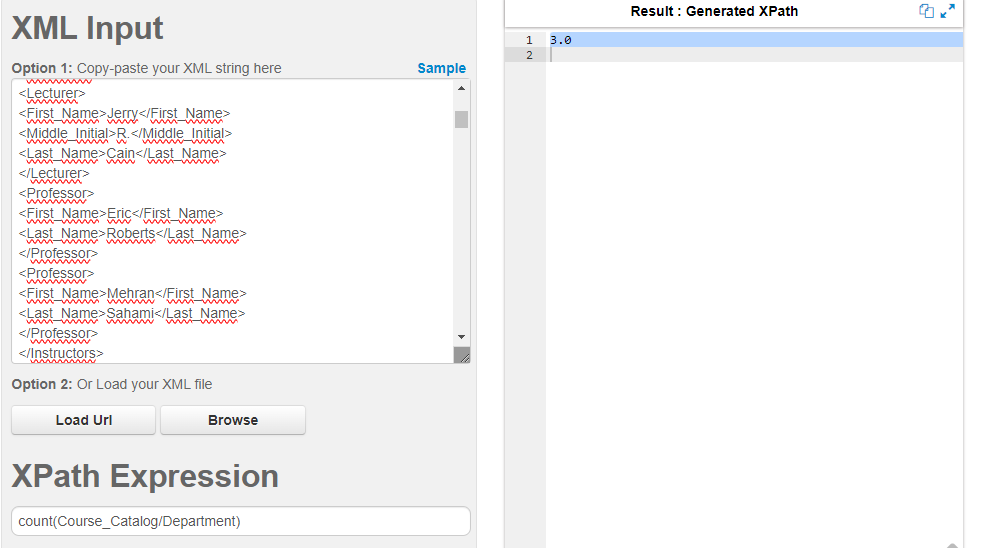 XML Input
Option 1: Copy-paste your XML string here
Sample
<Lecturer>
<First_Name>Jerry</First_Name>
<Middle_Initial>R.</Middle_Initial>
<Last_Name>Cain</Last_Name>
</Lecturer>
<Professor>
<First_Name>Eric</First_Name>
<Last_Name>Roberts</Last_Name>
</Professor>
<Professor>
<First_Name>Mehran</First_Name>
<Last_Name>Sahami</Last_Name>
</Professor>
</Instructors>
Option 2: Or Load your XML file
Load Url
Browse
XPath Expression
count(Course_Catalog/Department)
Result : Generated XPath
1 3.0
2